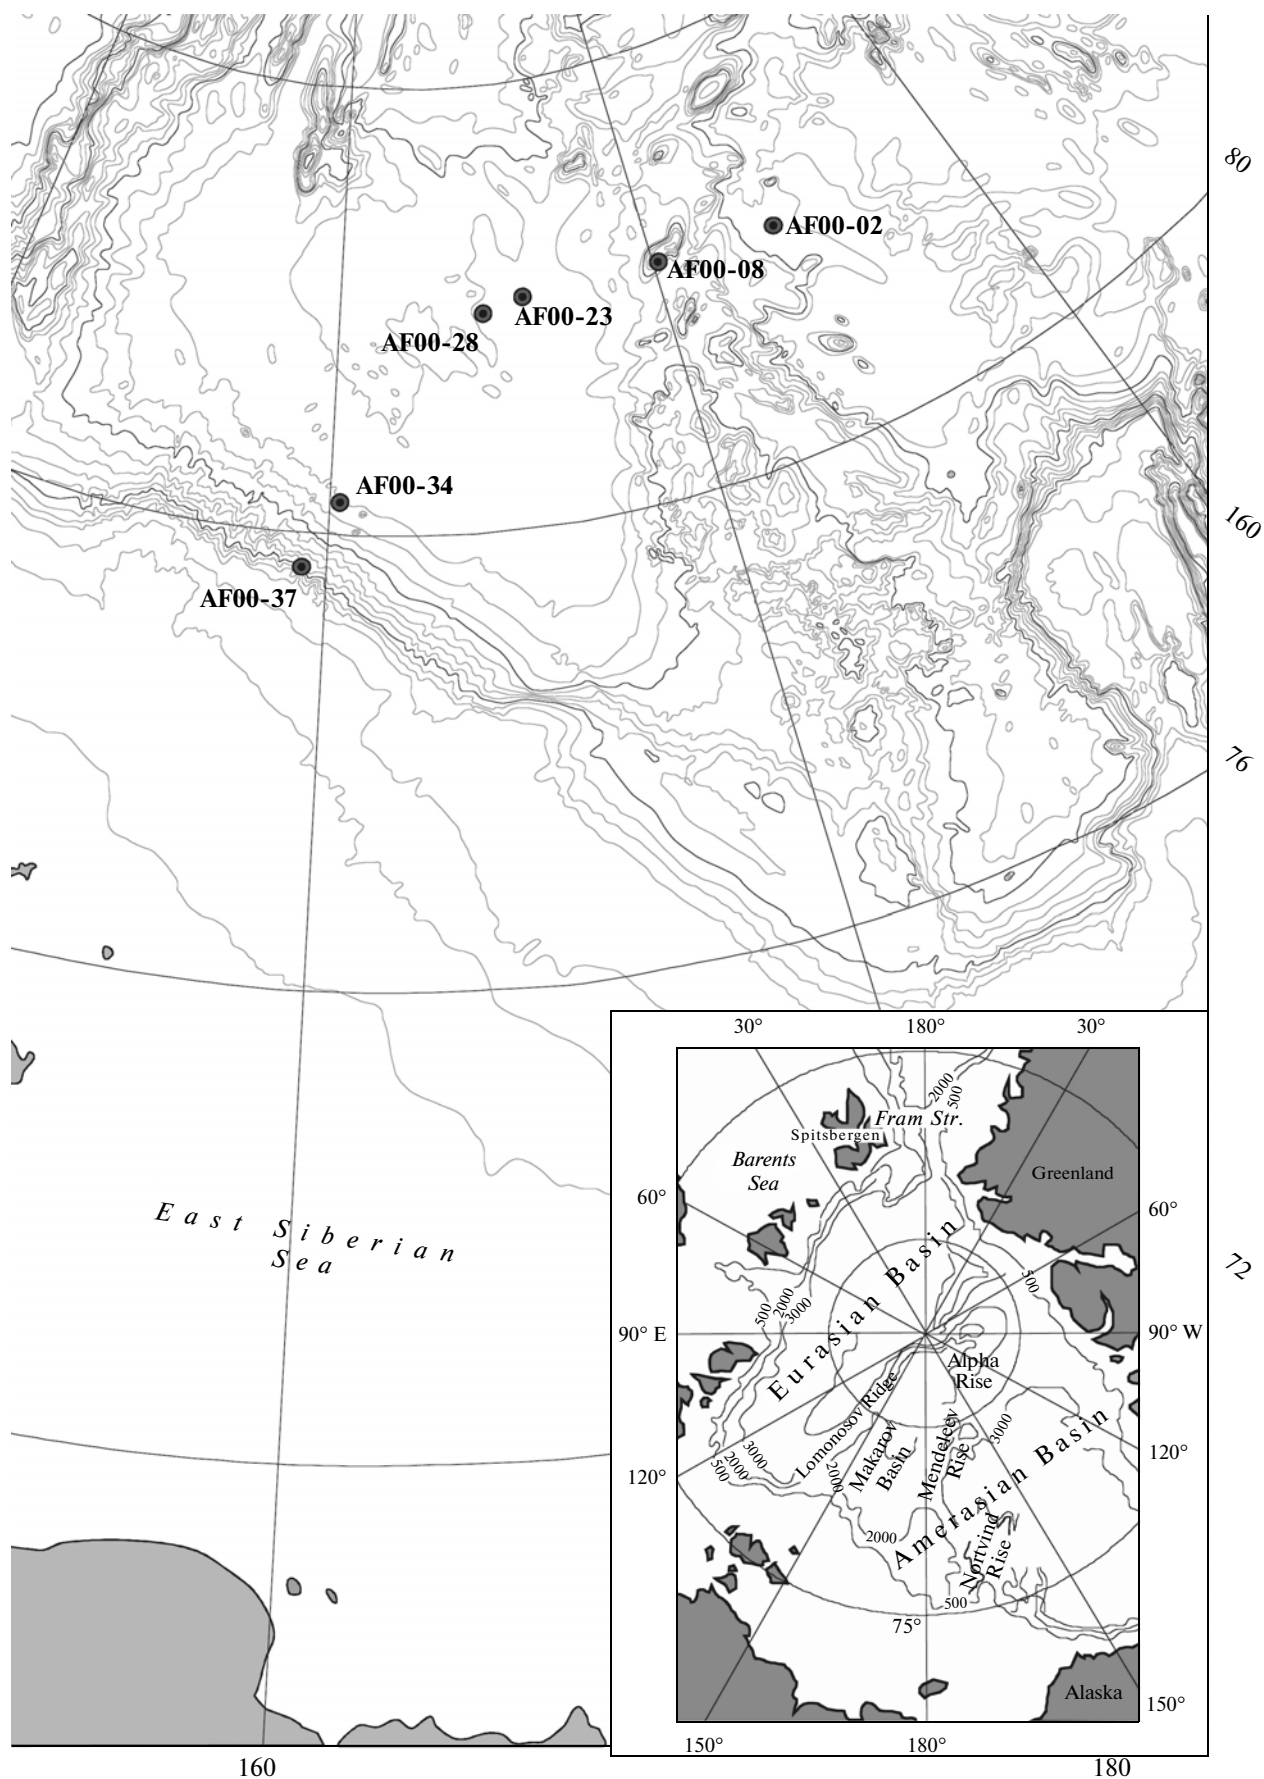 80
AF00-02
AF00-08
AF00-23
AF00-28
AF00-34
160
AF00-37
76
East Siberian
Sea
72
30°
180°
30°
2000
500
Fram Str.
Spitsbergen
Barents
Sea
Greenland
60°
60°
Eurasian Basin
500
500
2000
3000
90° E
90° W
Alpha
Rise
Lomonosov Ridge
Makarov
Basin
Mendeleev
Rise
3000
Amerasian Basin
120°
3000
2000
500
2000
120°
2000
Nortvind
Rise
500
75°
Alaska
150°
150°
180°
160
180